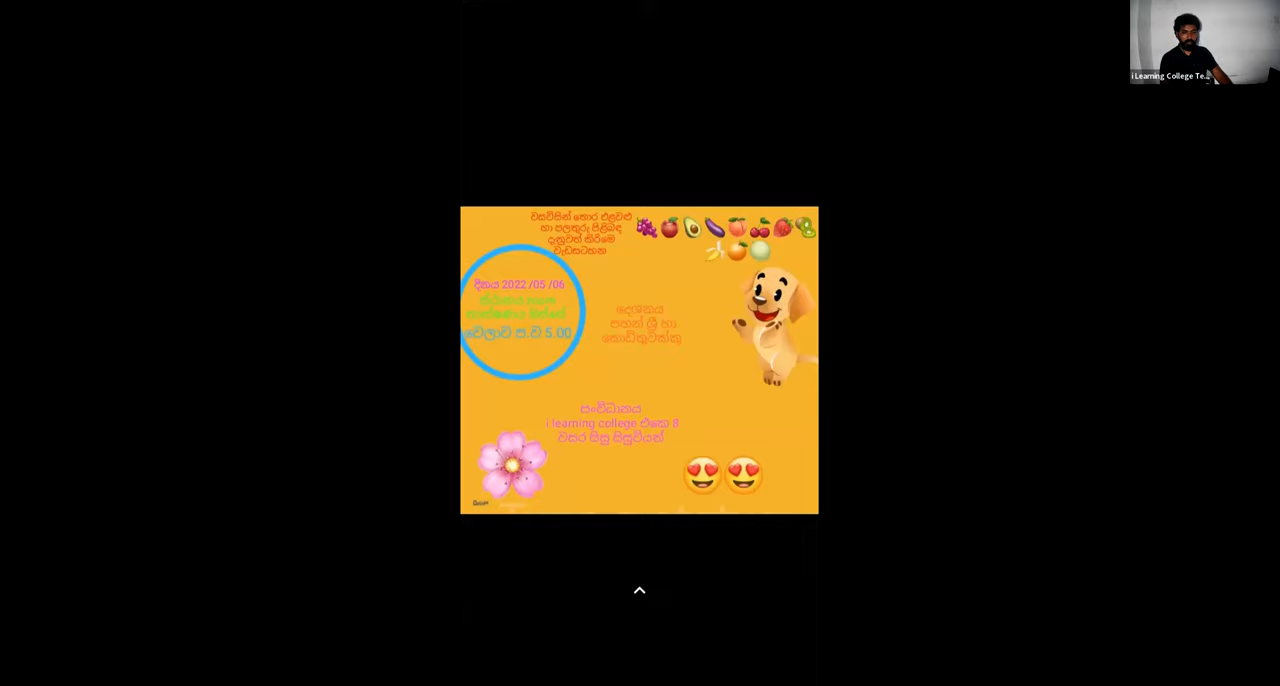 වසවිසින් තොර එළවළු
හා පලතුරු පිළිබඳ
දැනුවත් කිරීමෙ
වැඩසටහන
දිනය 2022 /05 /06
වෙලාව ප.ව 5.00
දෙශනය
පහන් ශ්‍රී හා
කොඩිතුවක්කු
සංවිධානය
i learning college එකෙ 8
වසර සිසු සිසුවියන්
i Learning College Te...